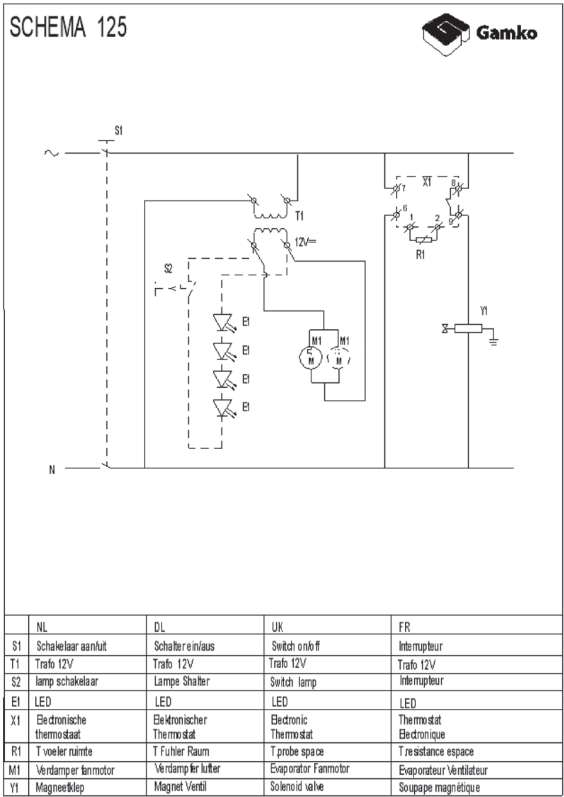 SCHEMA 125
Gamko
S1
~
X1
7
8
6
1
2
9
R1
T1
12V
S2
E1
E1
E1
E1
M1
M1
M
M
Y1
N
NL DL UK FR
S1 Schakelaar aan/uit Schalter ein/aus Switch on/off Interrupteur
T1 Trafo 12V Trafo 12V Trafo 12V Trafo 12V
S2 lamp schakelaar Lampe Shalter Switch lamp Interrupteur
E1 LED LED LED LED
X1 Electronische Elektronischer Electronic Thermostat
thermostaat Thermostat Thermostat Electronique
R1 T voeler ruimte T Fuhler Raum T.probe space T.resistance espace
M1 Verdamper fanmotor Verdampfer lufter Evaporator Fanmotor Evaporateur Ventilateur
Y1 Magneetklep Magnet Ventil Solenoid valve Soupape magnétique